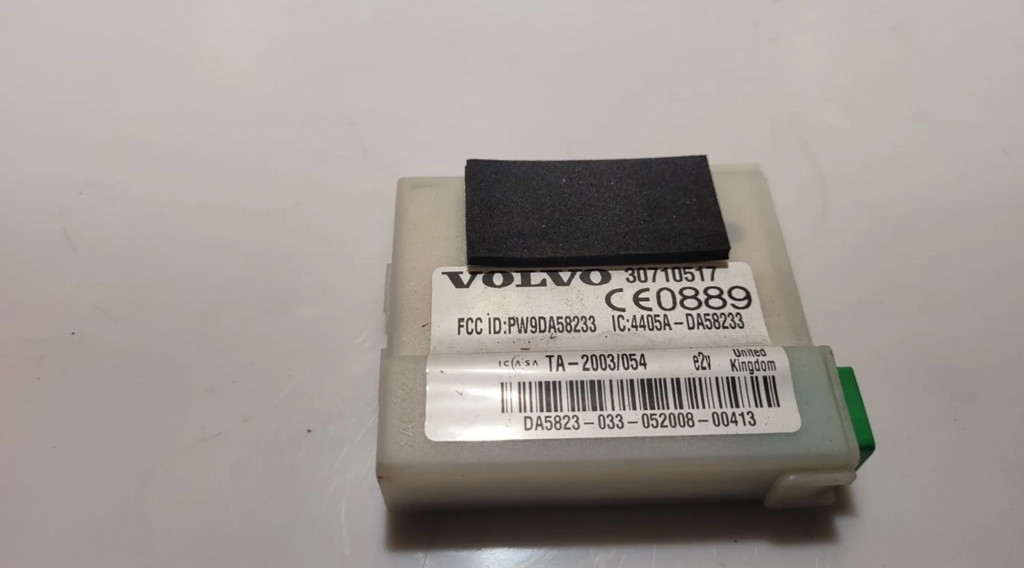 VOLVO 30710517
CE0889
FCC ID:PW9DA58233 IC:4405A-DA58233
ICASA TA-2003/054 e2v United Kingdom
DA5823-033-052008-00413